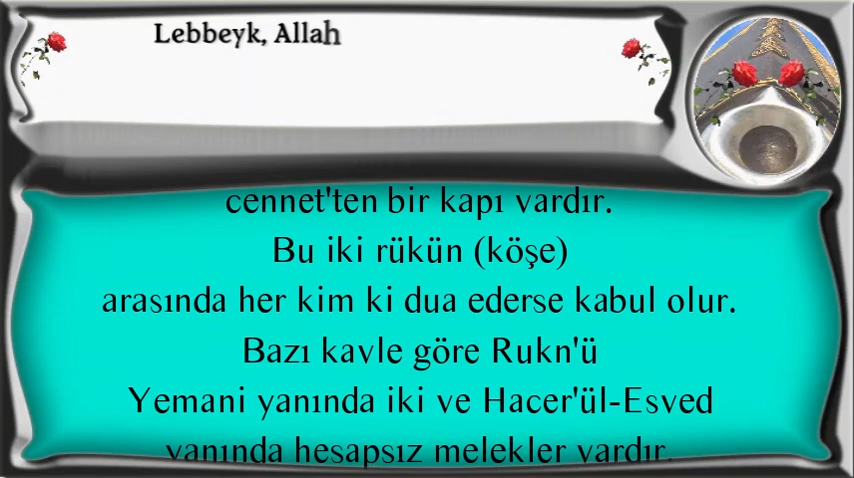 Lebbeyk, Allah
cennet'ten bir kapı vardır.
Bu iki rükün (köşe)
arasında her kim ki dua ederse kabul olur.
Bazı kavle göre Rukn'ü
Yemani yanında iki ve Hacer'ül-Esved
yanında hesapsız melekler vardır.